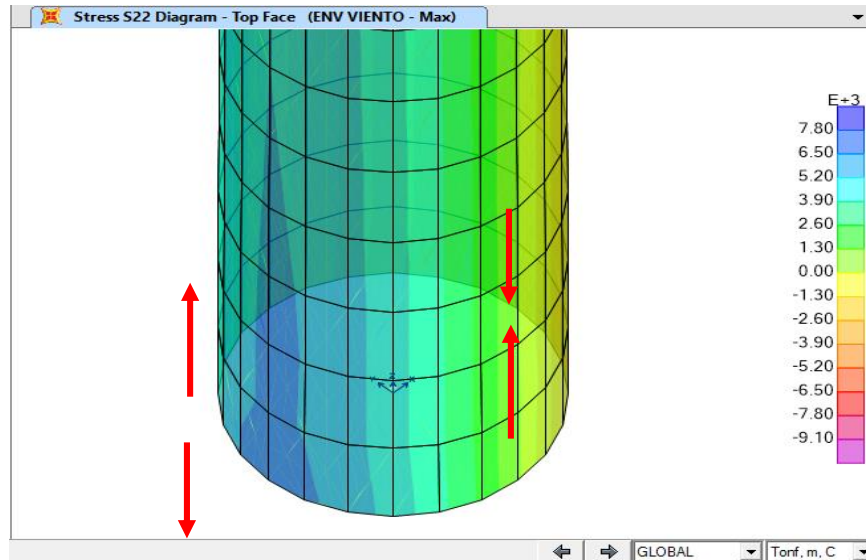 Stress S22 Diagram - Top Face (ENV VIENTO - Max)
E+3
7.80
6.50
5.20
3.90
2.60
1.30
0.00
-1.30
-2.60
-3.90
-5.20
-6.50
-7.80
-9.10
Y Z X
GLOBAL
Tonf, m, C